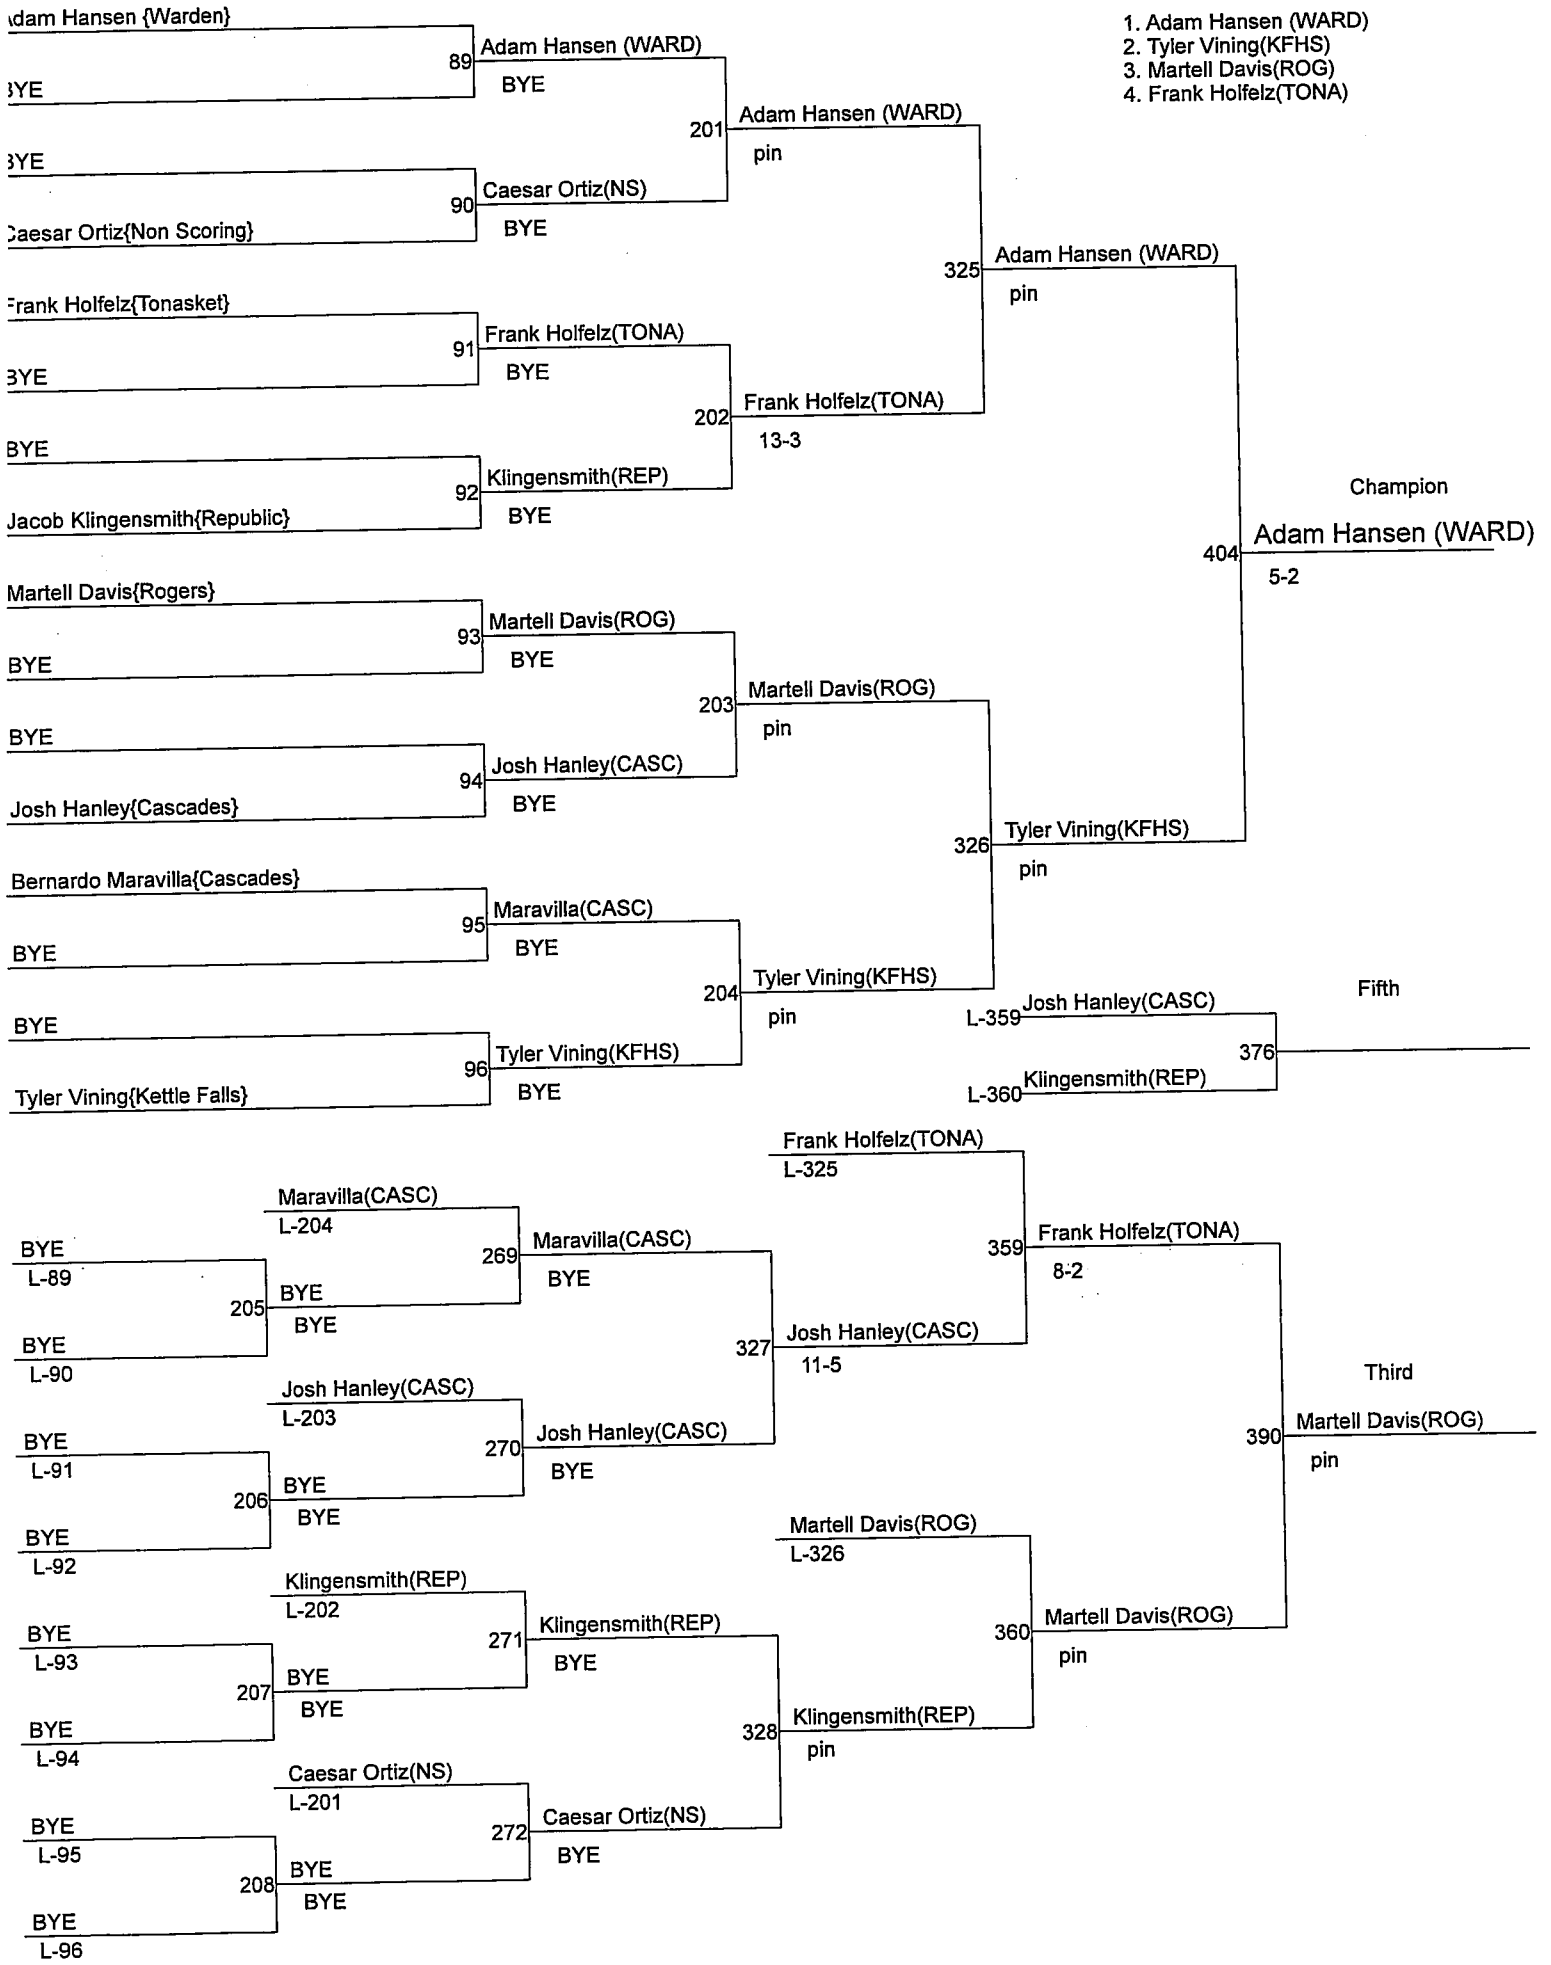 Adam Hansen {Warden}
BYE
89
Adam Hansen (WARD)
BYE
BYE
Caesar Ortiz{Non Scoring}
90
Caesar Ortiz(NS)
BYE
201
Adam Hansen (WARD)
pin
Frank Holfelz{Tonasket}
BYE
91
Frank Holfelz(TONA)
BYE
BYE
Jacob Klingensmith{Republic}
92
Klingensmith(REP)
BYE
202
Frank Holfelz(TONA)
13-3
325
Adam Hansen (WARD)
pin
Martell Davis{Rogers}
BYE
93
Martell Davis(ROG)
BYE
BYE
Josh Hanley{Cascades}
94
Josh Hanley(CASC)
BYE
203
Martell Davis(ROG)
pin
Bernardo Maravilla{Cascades}
BYE
95
Maravilla(CASC)
BYE
BYE
Tyler Vining{Kettle Falls}
96
Tyler Vining(KFHS)
BYE
204
Tyler Vining(KFHS)
pin
326
Tyler Vining(KFHS)
pin
1. Adam Hansen (WARD)
2. Tyler Vining(KFHS)
3. Martell Davis(ROG)
4. Frank Holfelz(TONA)
Champion
404
Adam Hansen (WARD)
5-2
Fifth
L-359
Josh Hanley(CASC)
L-360
Klingensmith(REP)
376
BYE
L-89
BYE
L-90
205
BYE
BYE
Maravilla(CASC)
L-204
269
Maravilla(CASC)
BYE
BYE
L-91
BYE
L-92
206
BYE
BYE
Josh Hanley(CASC)
L-203
270
Josh Hanley(CASC)
BYE
327
Josh Hanley(CASC)
11-5
Frank Holfelz(TONA)
L-325
359
Frank Holfelz(TONA)
8-2
BYE
L-93
BYE
L-94
207
BYE
BYE
Klingensmith(REP)
L-202
271
Klingensmith(REP)
BYE
BYE
L-95
BYE
L-96
208
BYE
BYE
Caesar Ortiz(NS)
L-201
272
Caesar Ortiz(NS)
BYE
328
Klingensmith(REP)
pin
Martell Davis(ROG)
L-326
360
Martell Davis(ROG)
pin
Third
390
Martell Davis(ROG)
pin